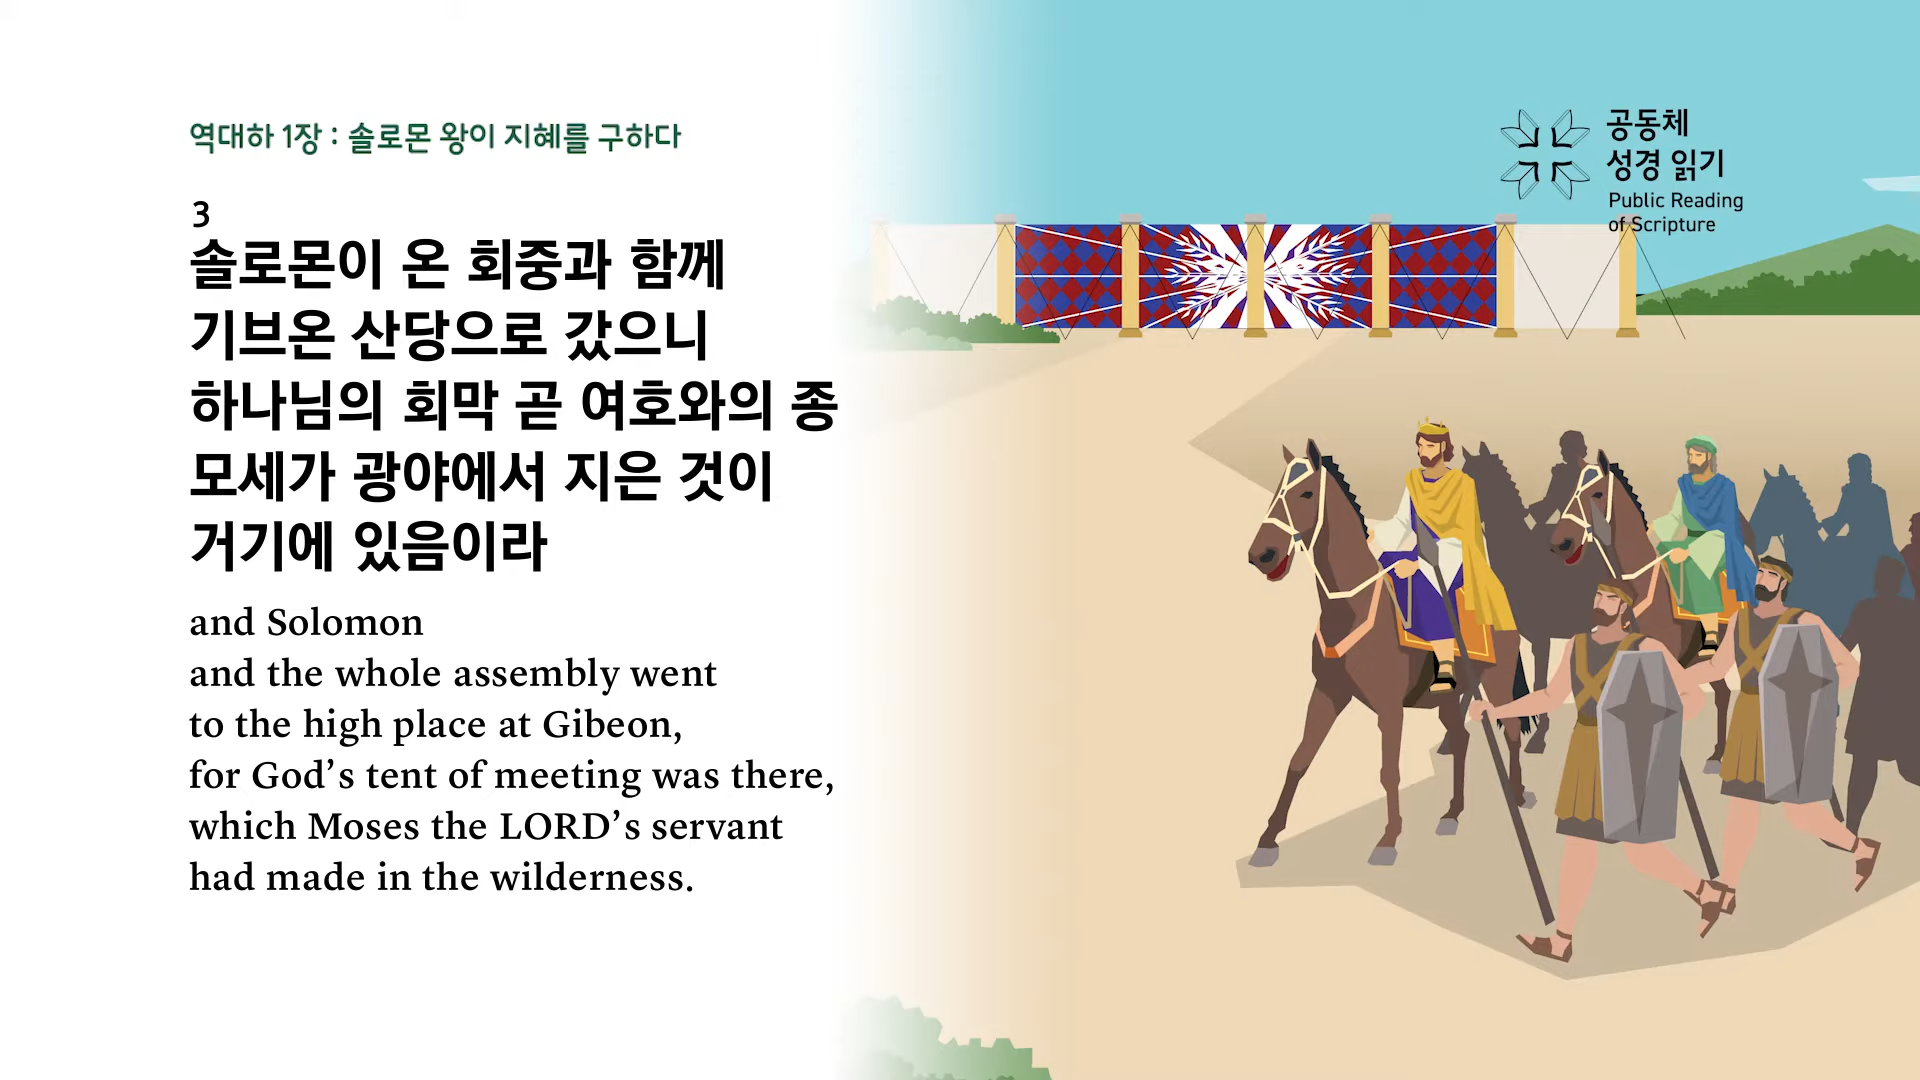 역대하 1장 : 솔로몬 왕이 지혜를 구하다
3
솔로몬이 온 회중과 함께
기브온 산당으로 갔으니
하나님의 회막 곧 여호와의 종
모세가 광야에서 지은 것이
거기에 있음이라
and Solomon
and the whole assembly went
to the high place at Gibeon,
for God’s tent of meeting was there,
which Moses the LORD’s servant
had made in the wilderness.
공동체
성경 읽기
Public Reading
of Scripture